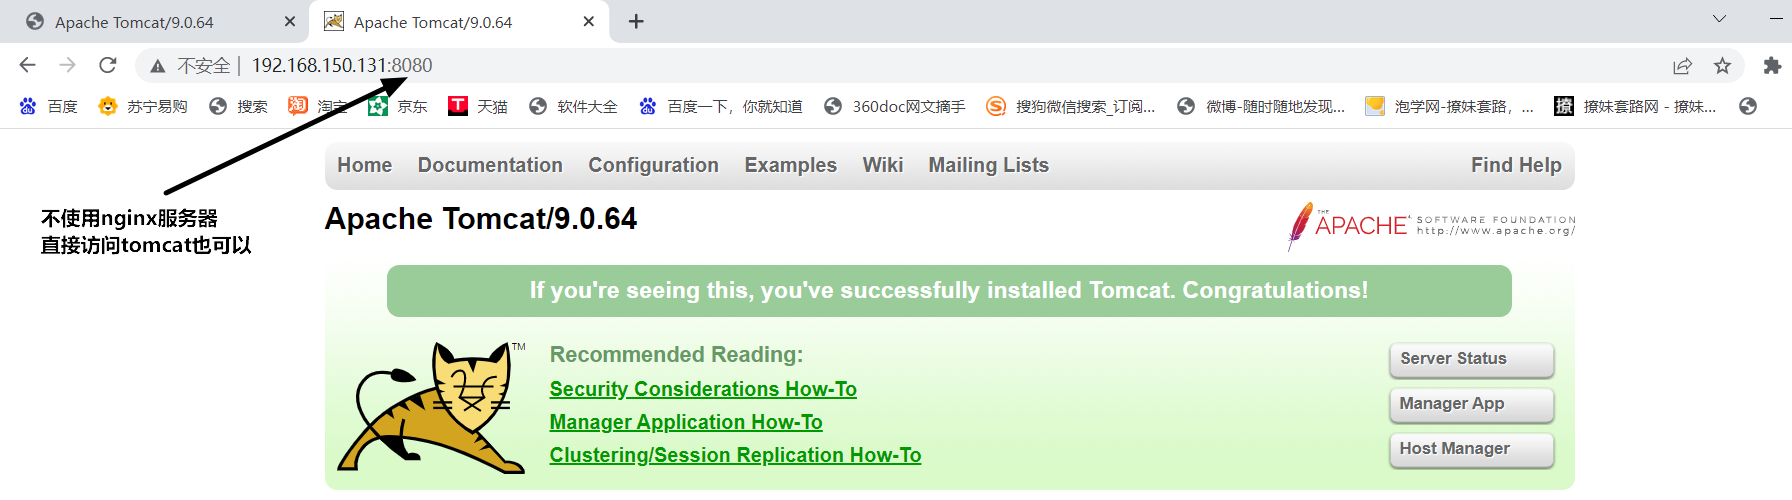 Apache Tomcat/9.0.64
Apache Tomcat/9.0.64
不安全 | 192.168.150.131:8080
百度 苏宁易购 搜索 淘宝 京东 天猫 软件大全 百度一下，你就知道 360doc网文摘手 搜狗微信搜索_订阅... 微博-随时随地发现... 泡学网-撩妹套路，... 撩妹套路网 - 撩妹...
Home Documentation Configuration Examples Wiki Mailing Lists Find Help
不使用nginx服务器
直接访问tomcat也可以
Apache Tomcat/9.0.64
THE APACHE SOFTWARE FOUNDATION
http://www.apache.org/
If you're seeing this, you've successfully installed Tomcat. Congratulations!
TM
Recommended Reading:
Security Considerations How-To
Manager Application How-To
Clustering/Session Replication How-To
Server Status
Manager App
Host Manager